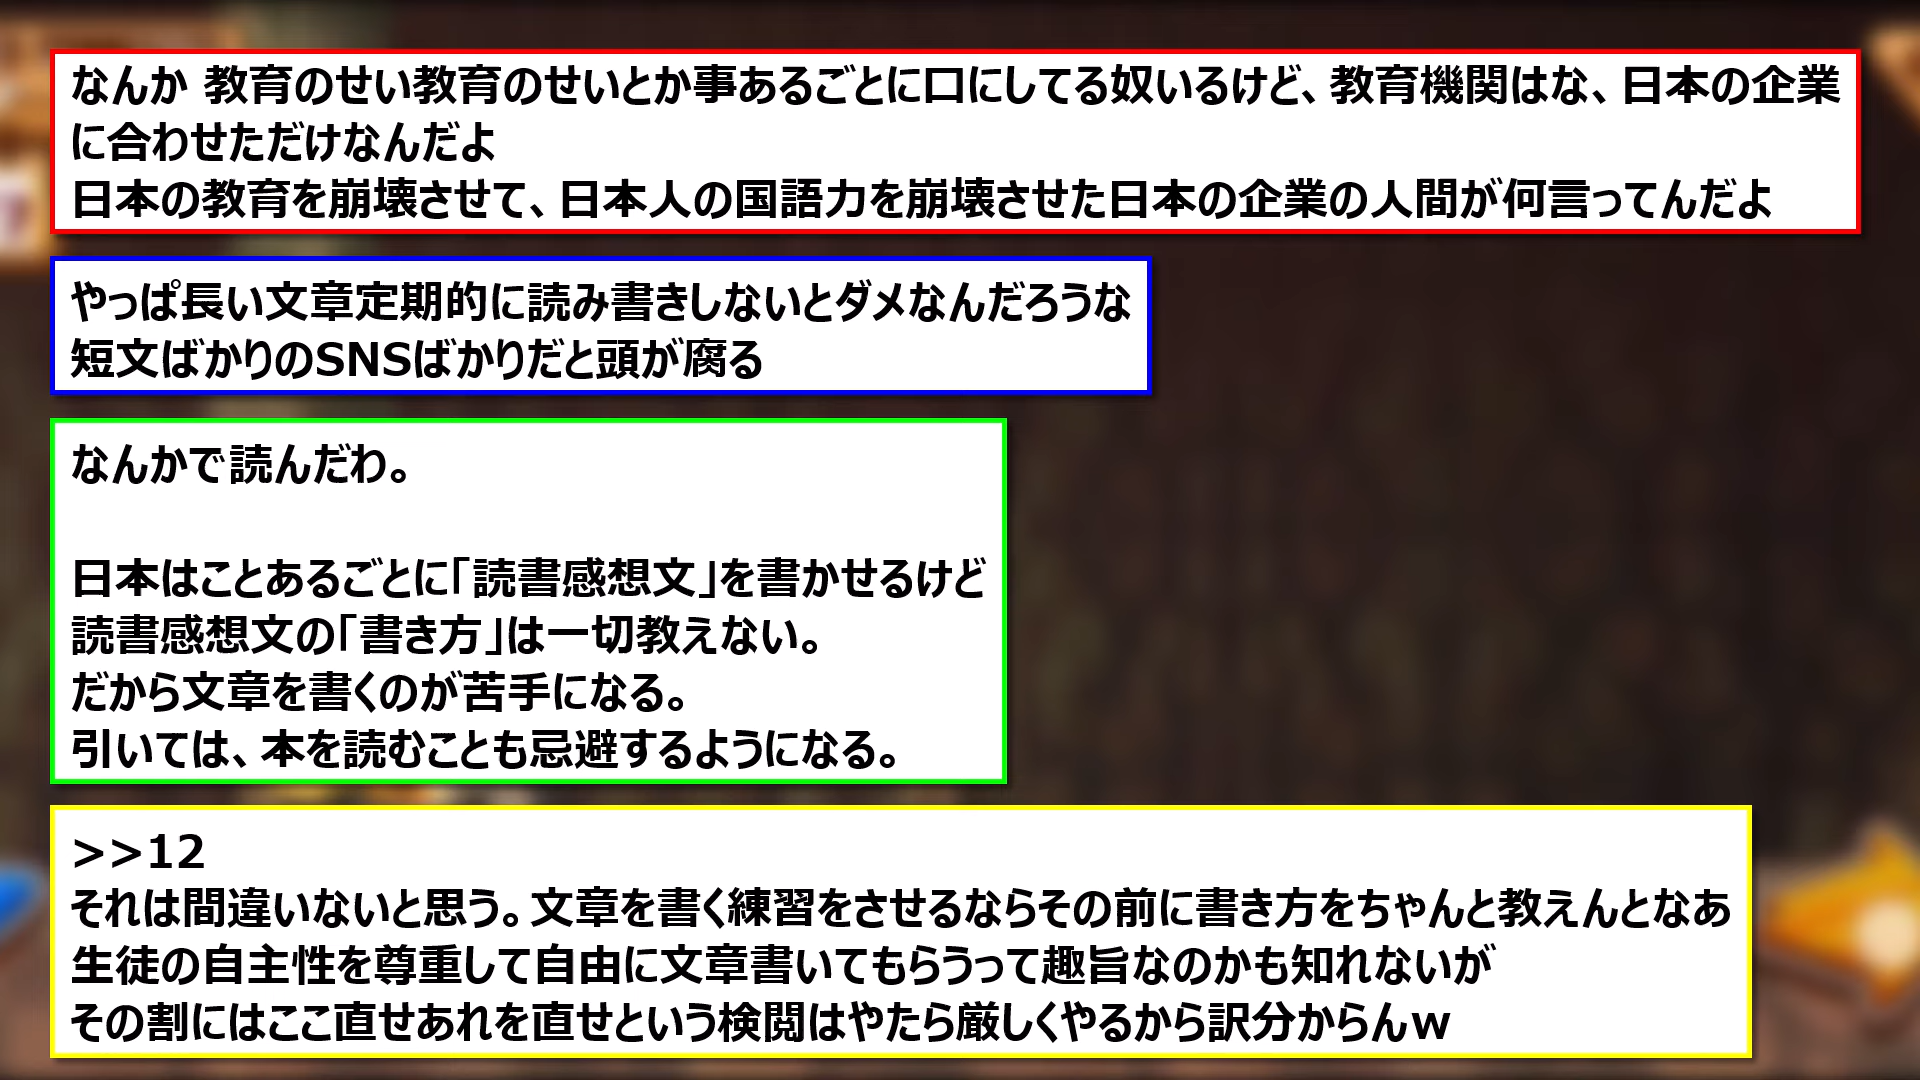 なんか 教育のせい教育のせいとか事あるごとに口にしてる奴いるけど、教育機関はな、日本の企業
に合わせただけなんだよ
日本の教育を崩壊させて、日本人の国語力を崩壊させた日本の企業の人間が何言ってんだよ
やっぱ長い文章定期的に読み書きしないとダメなんだろうな
短文ばかりのSNSばかりだと頭が腐る
なんかで読んだわ。
日本はことあるごとに「読書感想文」を書かせるけど
読書感想文の「書き方」は一切教えない。
だから文章を書くのが苦手になる。
引いては、本を読むことも忌避するようになる。
>>12
それは間違いないと思う。文章を書く練習をさせるならその前に書き方をちゃんと教えんとなあ
生徒の自主性を尊重して自由に文章書いてもらうって趣旨なのかも知れないが
その割にはここ直せあれを直せという検閲はやたら厳しくやるから訳分からんｗ